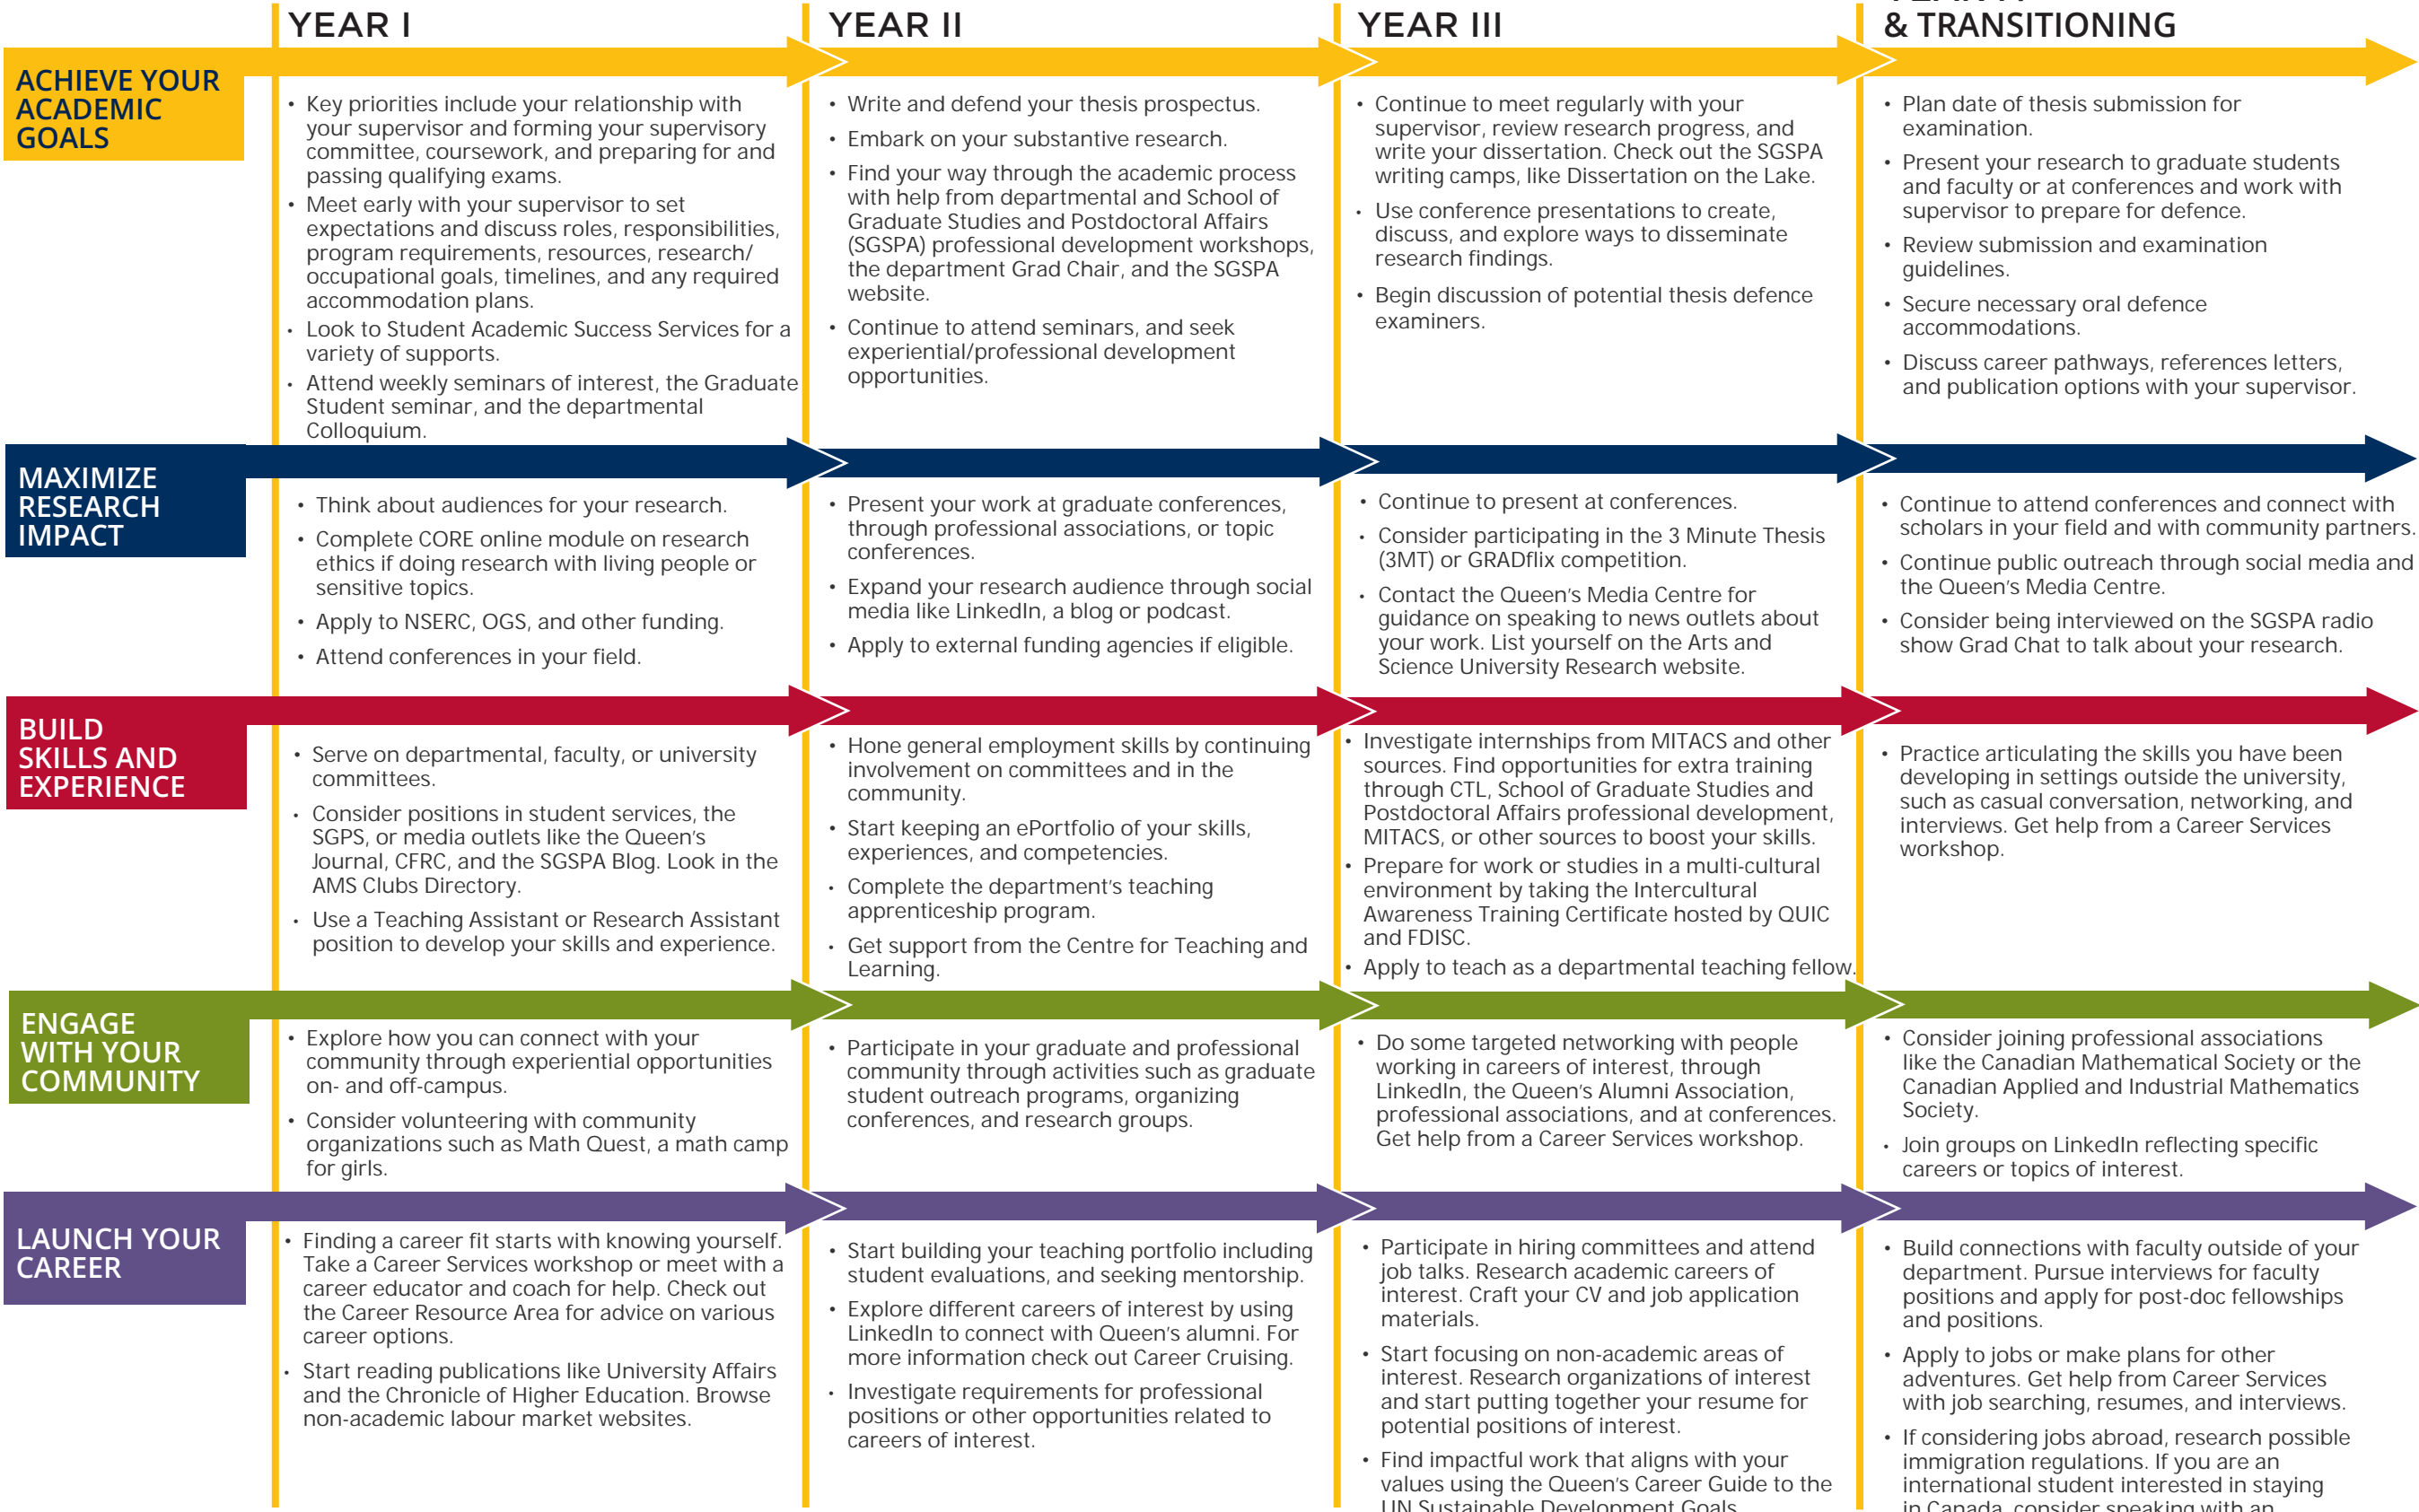 YEAR I
YEAR II
YEAR III
& TRANSITIONING
ACHIEVE YOUR
ACADEMIC
GOALS
• Key priorities include your relationship with
your supervisor and forming your supervisory
committee, coursework, and preparing for and
passing qualifying exams.
• Meet early with your supervisor to set
expectations and discuss roles, responsibilities,
program requirements, resources, research/
occupational goals, timelines, and any required
accommodation plans.
• Look to Student Academic Success Services for a
variety of supports.
• Attend weekly seminars of interest, the Graduate
Student seminar, and the departmental
Colloquium.
• Write and defend your thesis prospectus.
• Embark on your substantive research.
• Find your way through the academic process
with help from departmental and School of
Graduate Studies and Postdoctoral Affairs
(SGSPA) professional development workshops,
the department Grad Chair, and the SGSPA
website.
• Continue to attend seminars, and seek
experiential/professional development
opportunities.
• Continue to meet regularly with your
supervisor, review research progress, and
write your dissertation. Check out the SGSPA
writing camps, like Dissertation on the Lake.
• Use conference presentations to create,
discuss, and explore ways to disseminate
research findings.
• Begin discussion of potential thesis defence
examiners.
• Plan date of thesis submission for
examination.
• Present your research to graduate students
and faculty or at conferences and work with
supervisor to prepare for defence.
• Review submission and examination
guidelines.
• Secure necessary oral defence
accommodations.
• Discuss career pathways, references letters,
and publication options with your supervisor.
MAXIMIZE
RESEARCH
IMPACT
• Think about audiences for your research.
• Complete CORE online module on research
ethics if doing research with living people or
sensitive topics.
• Apply to NSERC, OGS, and other funding.
• Attend conferences in your field.
• Present your work at graduate conferences,
through professional associations, or topic
conferences.
• Expand your research audience through social
media like LinkedIn, a blog or podcast.
• Apply to external funding agencies if eligible.
• Continue to present at conferences.
• Consider participating in the 3 Minute Thesis
(3MT) or GRADflix competition.
• Contact the Queen's Media Centre for
guidance on speaking to news outlets about
your work. List yourself on the Arts and
Science University Research website.
• Continue to attend conferences and connect with
scholars in your field and with community partners.
• Continue public outreach through social media and
the Queen's Media Centre.
• Consider being interviewed on the SGSPA radio
show Grad Chat to talk about your research.
BUILD
SKILLS AND
EXPERIENCE
• Serve on departmental, faculty, or university
committees.
• Consider positions in student services, the
SGPS, or media outlets like the Queen's
Journal, CFRC, and the SGSPA Blog. Look in the
AMS Clubs Directory.
• Use a Teaching Assistant or Research Assistant
position to develop your skills and experience.
• Hone general employment skills by continuing
involvement on committees and in the
community.
• Start keeping an ePortfolio of your skills,
experiences, and competencies.
• Complete the department's teaching
apprenticeship program.
• Get support from the Centre for Teaching and
Learning.
• Investigate internships from MITACS and other
sources. Find opportunities for extra training
through CTL, School of Graduate Studies and
Postdoctoral Affairs professional development,
MITACS, or other sources to boost your skills.
• Prepare for work or studies in a multi-cultural
environment by taking the Intercultural
Awareness Training Certificate hosted by QUIC
and FDISC.
• Apply to teach as a departmental teaching fellow.
• Practice articulating the skills you have been
developing in settings outside the university,
such as casual conversation, networking, and
interviews. Get help from a Career Services
workshop.
ENGAGE
WITH YOUR
COMMUNITY
• Explore how you can connect with your
community through experiential opportunities
on- and off-campus.
• Consider volunteering with community
organizations such as Math Quest, a math camp
for girls.
• Participate in your graduate and professional
community through activities such as graduate
student outreach programs, organizing
conferences, and research groups.
• Do some targeted networking with people
working in careers of interest, through
LinkedIn, the Queen's Alumni Association,
professional associations, and at conferences.
Get help from a Career Services workshop.
• Consider joining professional associations
like the Canadian Mathematical Society or the
Canadian Applied and Industrial Mathematics
Society.
• Join groups on LinkedIn reflecting specific
careers or topics of interest.
LAUNCH YOUR
CAREER
• Finding a career fit starts with knowing yourself.
Take a Career Services workshop or meet with a
career educator and coach for help. Check out
the Career Resource Area for advice on various
career options.
• Start reading publications like University Affairs
and the Chronicle of Higher Education. Browse
non-academic labour market websites.
• Start building your teaching portfolio including
student evaluations, and seeking mentorship.
• Explore different careers of interest by using
LinkedIn to connect with Queen's alumni. For
more information check out Career Cruising.
• Investigate requirements for professional
positions or other opportunities related to
careers of interest.
• Participate in hiring committees and attend
job talks. Research academic careers of
interest. Craft your CV and job application
materials.
• Start focusing on non-academic areas of
interest. Research organizations of interest
and start putting together your resume for
potential positions of interest.
• Find impactful work that aligns with your
values using the Queen's Career Guide to the
UN Sustainable Development Goals
• Build connections with faculty outside of your
department. Pursue interviews for faculty
positions and apply for post-doc fellowships
and positions.
• Apply to jobs or make plans for other
adventures. Get help from Career Services
with job searching, resumes, and interviews.
• If considering jobs abroad, research possible
immigration regulations. If you are an
international student interested in staying
in Canada, consider speaking with an